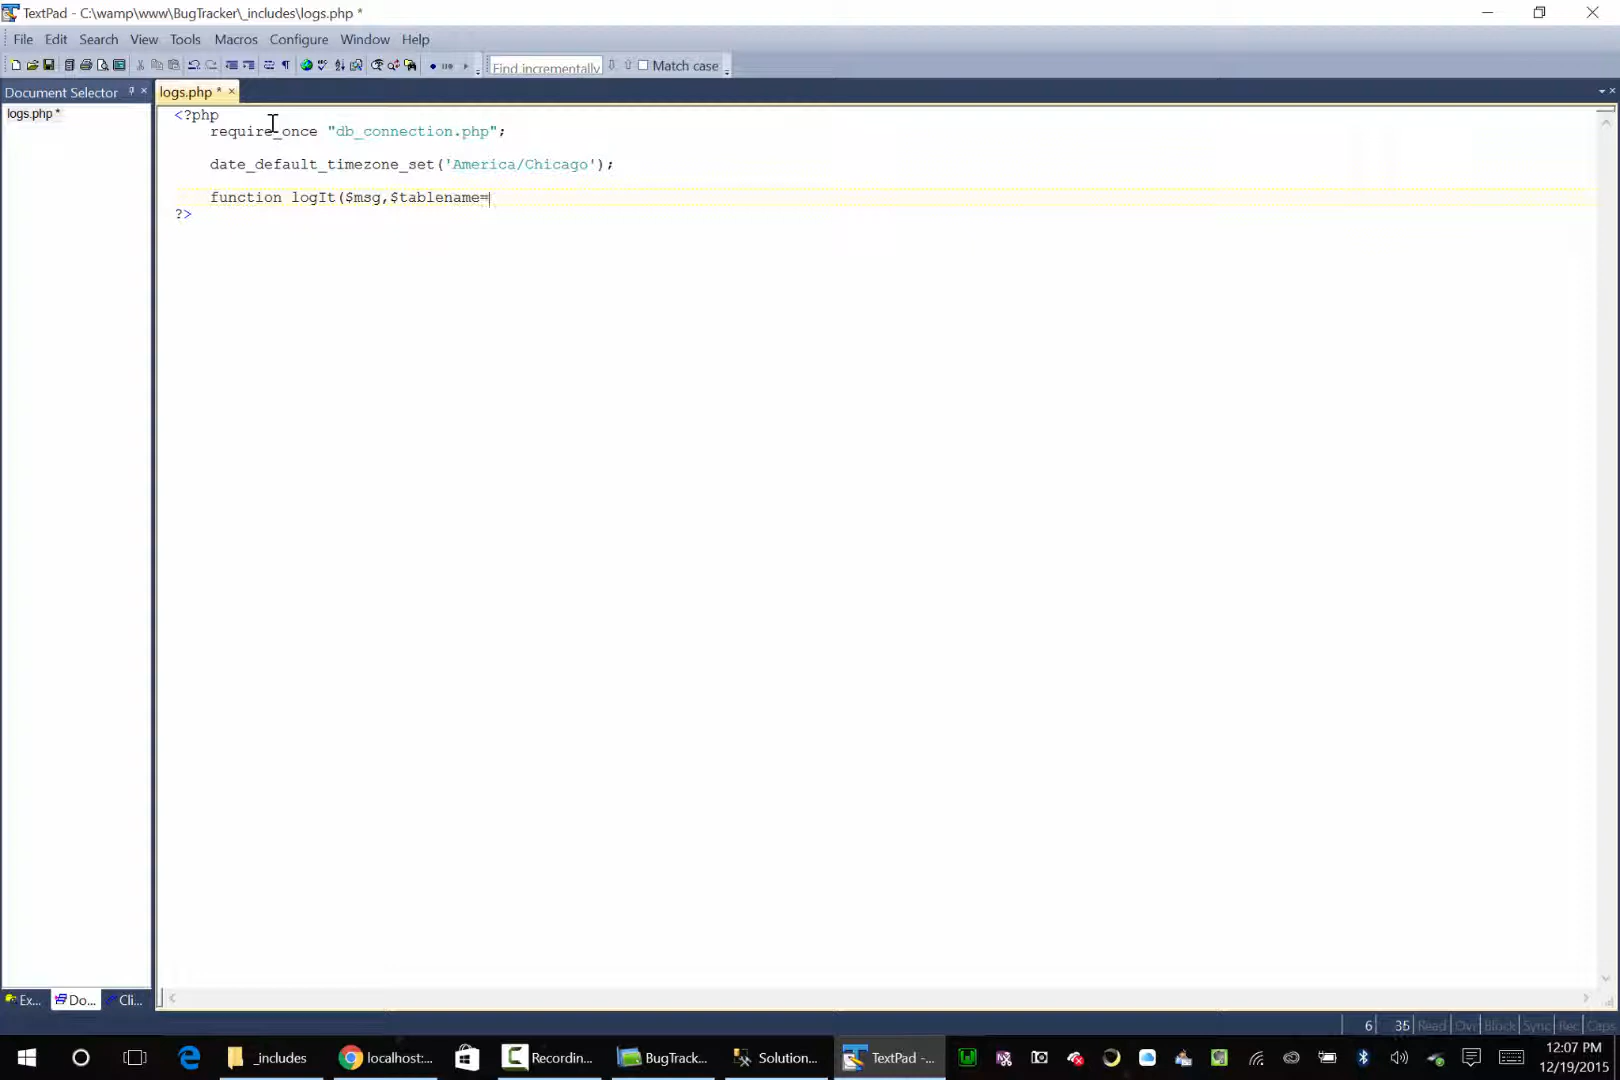 TextPad - C:\wamp\www\BugTracker\_includes\logs.php *
File Edit Search View Tools Macros Configure Window Help
Find incrementally Match case
Document Selector
logs.php *
logs.php *
<?php
require_once "db_connection.php";
date_default_timezone_set('America/Chicago');
function logIt($msg,$tablename=
?>
Ex... Do... Cli...
6 35 Read Ovr Block Sync Rec Caps
_includes localhost:... Recordin... BugTrack... Solution... TextPad -...
12:07 PM
12/19/2015